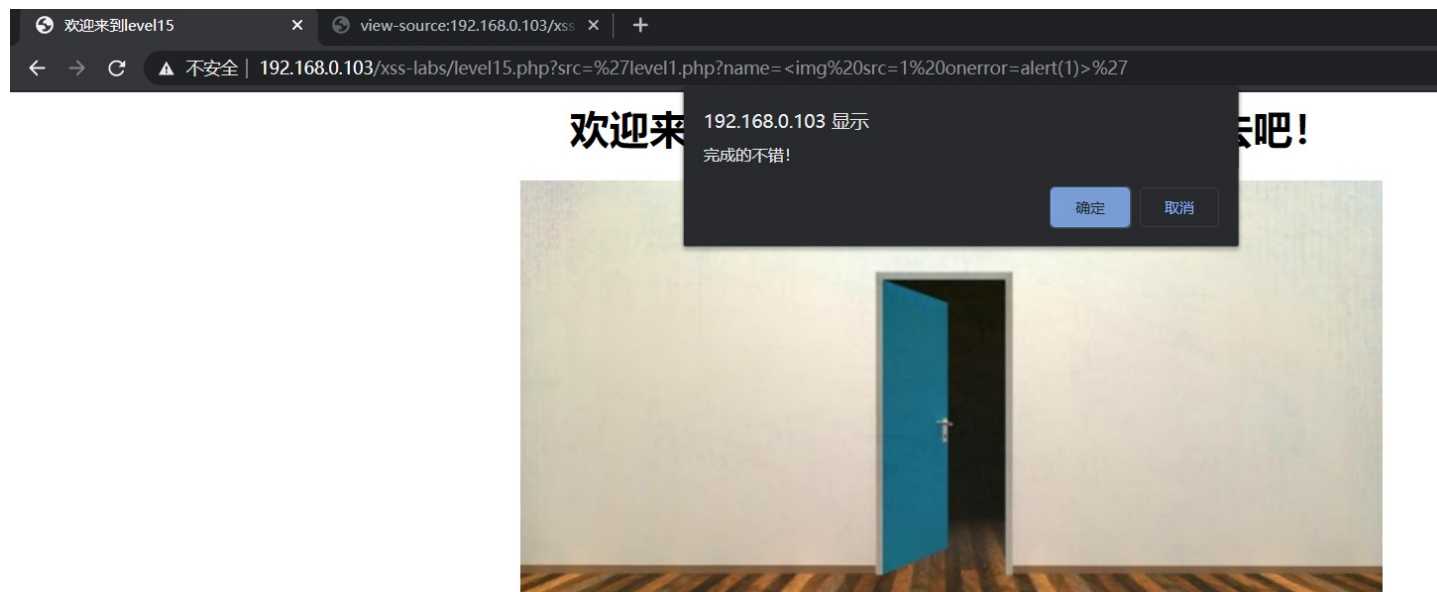 欢迎来到level15
view-source:192.168.0.103/xss
不安全 | 192.168.0.103/xss-labs/level15.php?src=%27level1.php?name=<img%20src=1%20onerror=alert(1)>%27
192.168.0.103 显示
完成的不错!
确定 取消
欢迎来 去吧!